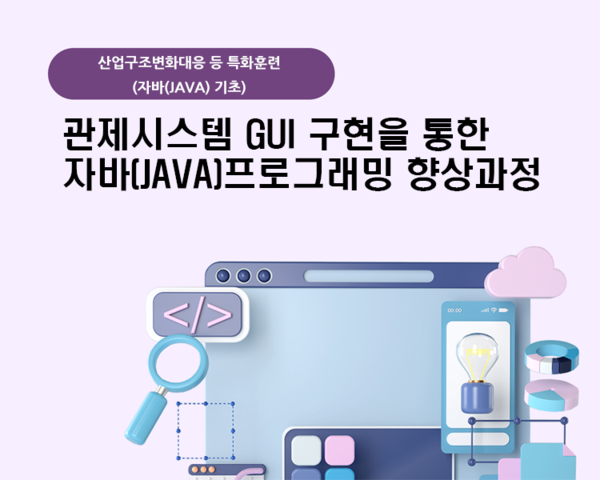 산업구조변화대응 등 특화훈련
(자바(JAVA) 기초)
관제시스템 GUI 구현을 통한
자바(JAVA)프로그래밍 향상과정
</>
00:00